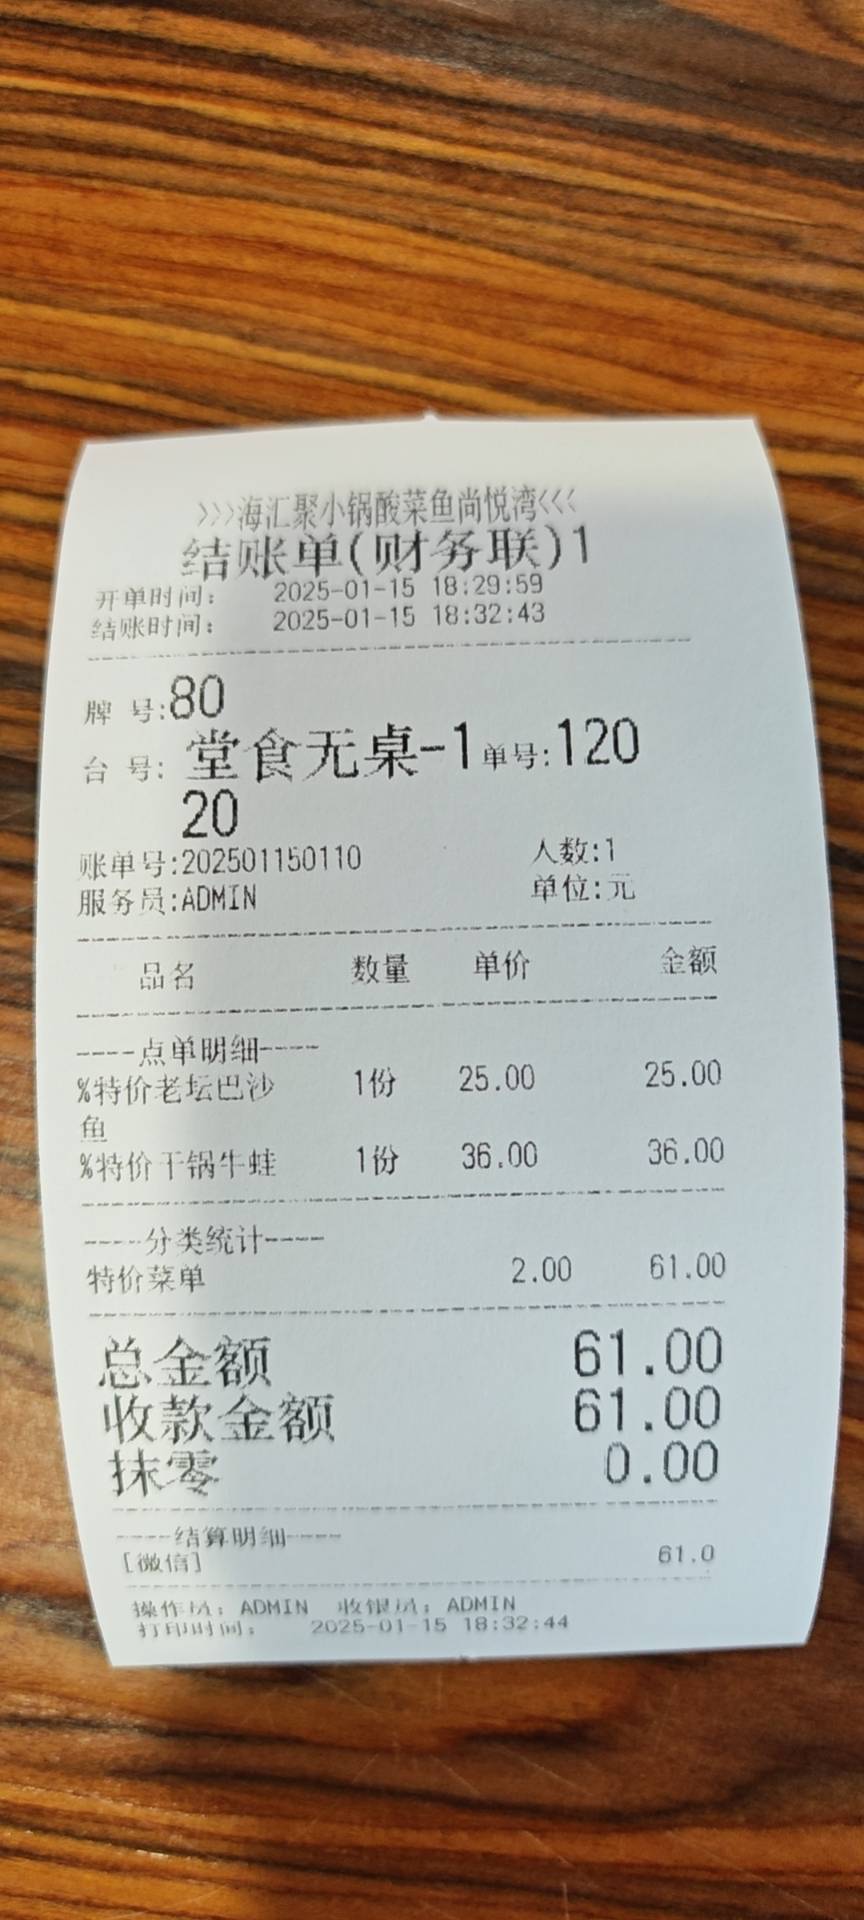 >>>海汇聚小锅酸菜鱼尚悦湾<<<
结账单(财务联)1
开单时间: 2025-01-15 18:29:59
结账时间: 2025-01-15 18:32:43
牌 号:80
台 号: 堂食无桌-1 单号:120
20
账单号:202501150110 人数:1
服务员:ADMIN 单位:元
品名 数量 单价 金额
----点单明细----
%特价老坛巴沙 1份 25.00 25.00
鱼
%特价干锅牛蛙 1份 36.00 36.00
----分类统计----
特价菜单 2.00 61.00
总金额 61.00
收款金额 61.00
抹零 0.00
----结算明细----
[微信] 61.0
操作员: ADMIN 收银员: ADMIN
打印时间: 2025-01-15 18:32:44